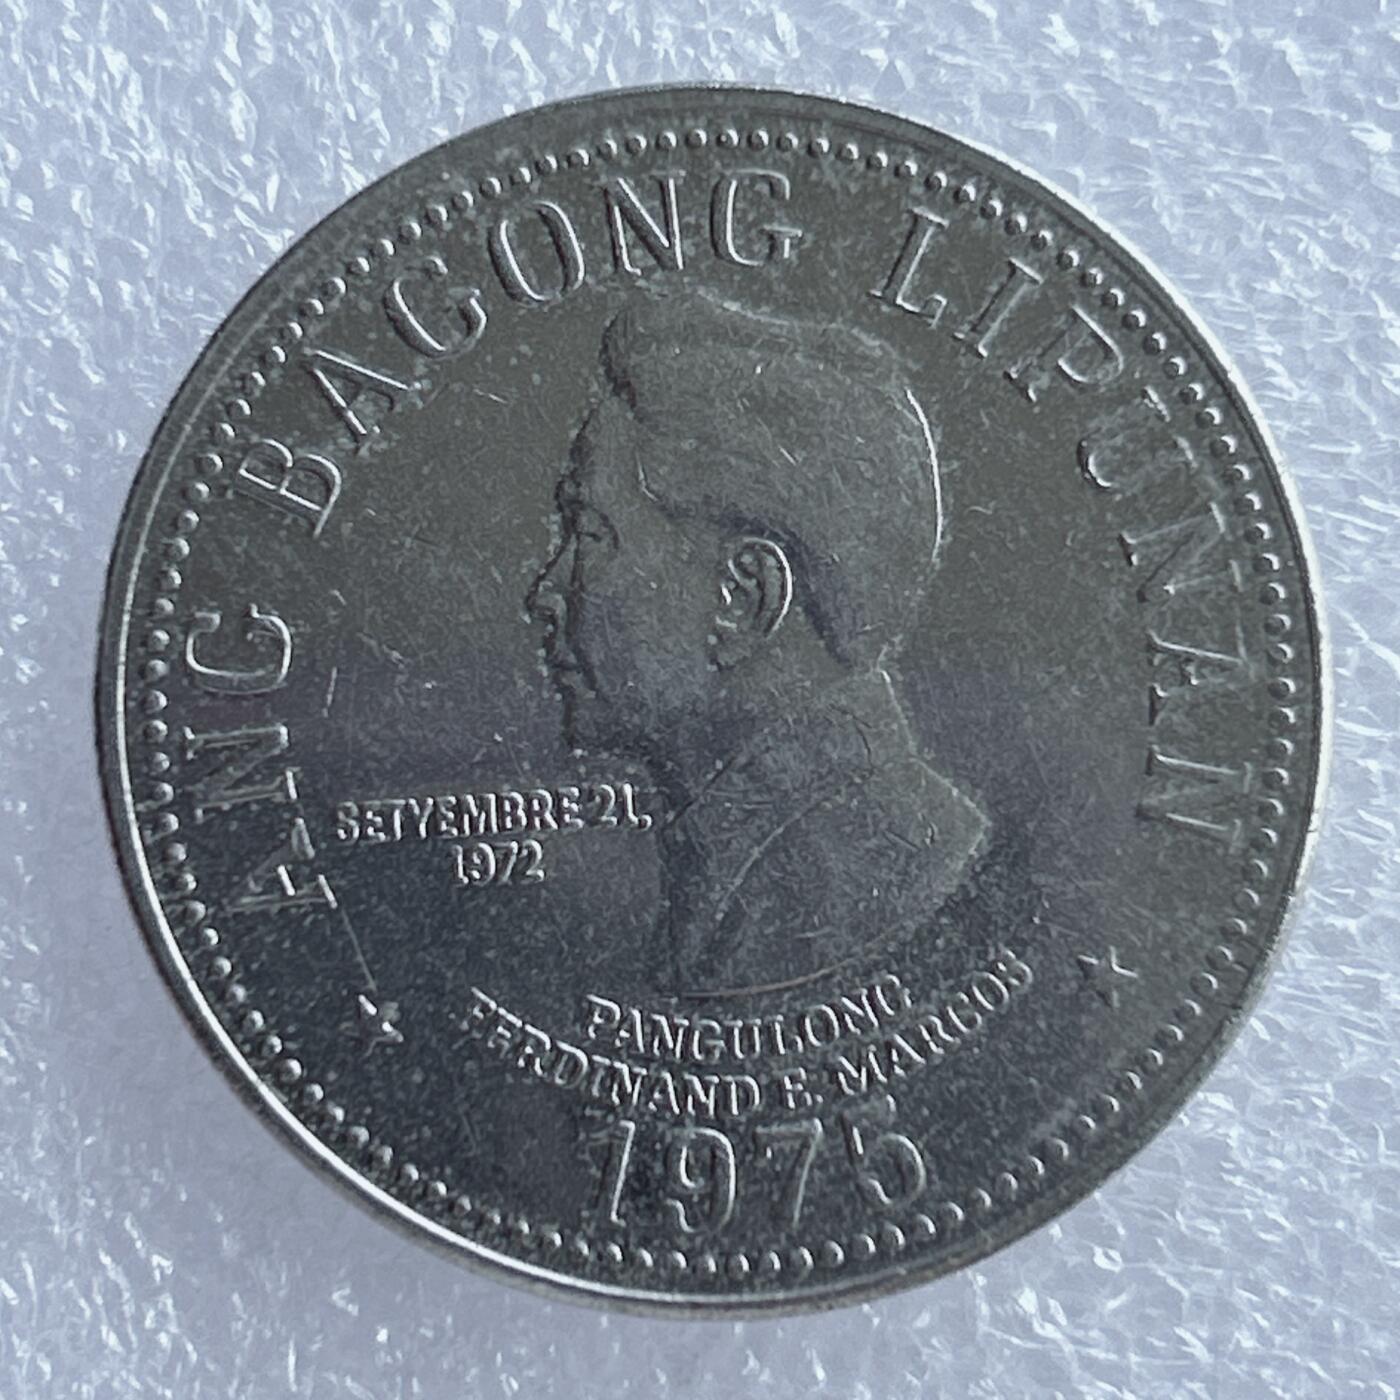 ANG BAGONG LIPUNAN
SETYEMBRE 21,
1972
PANGULONG
FERDINAND E. MARCOS
1975